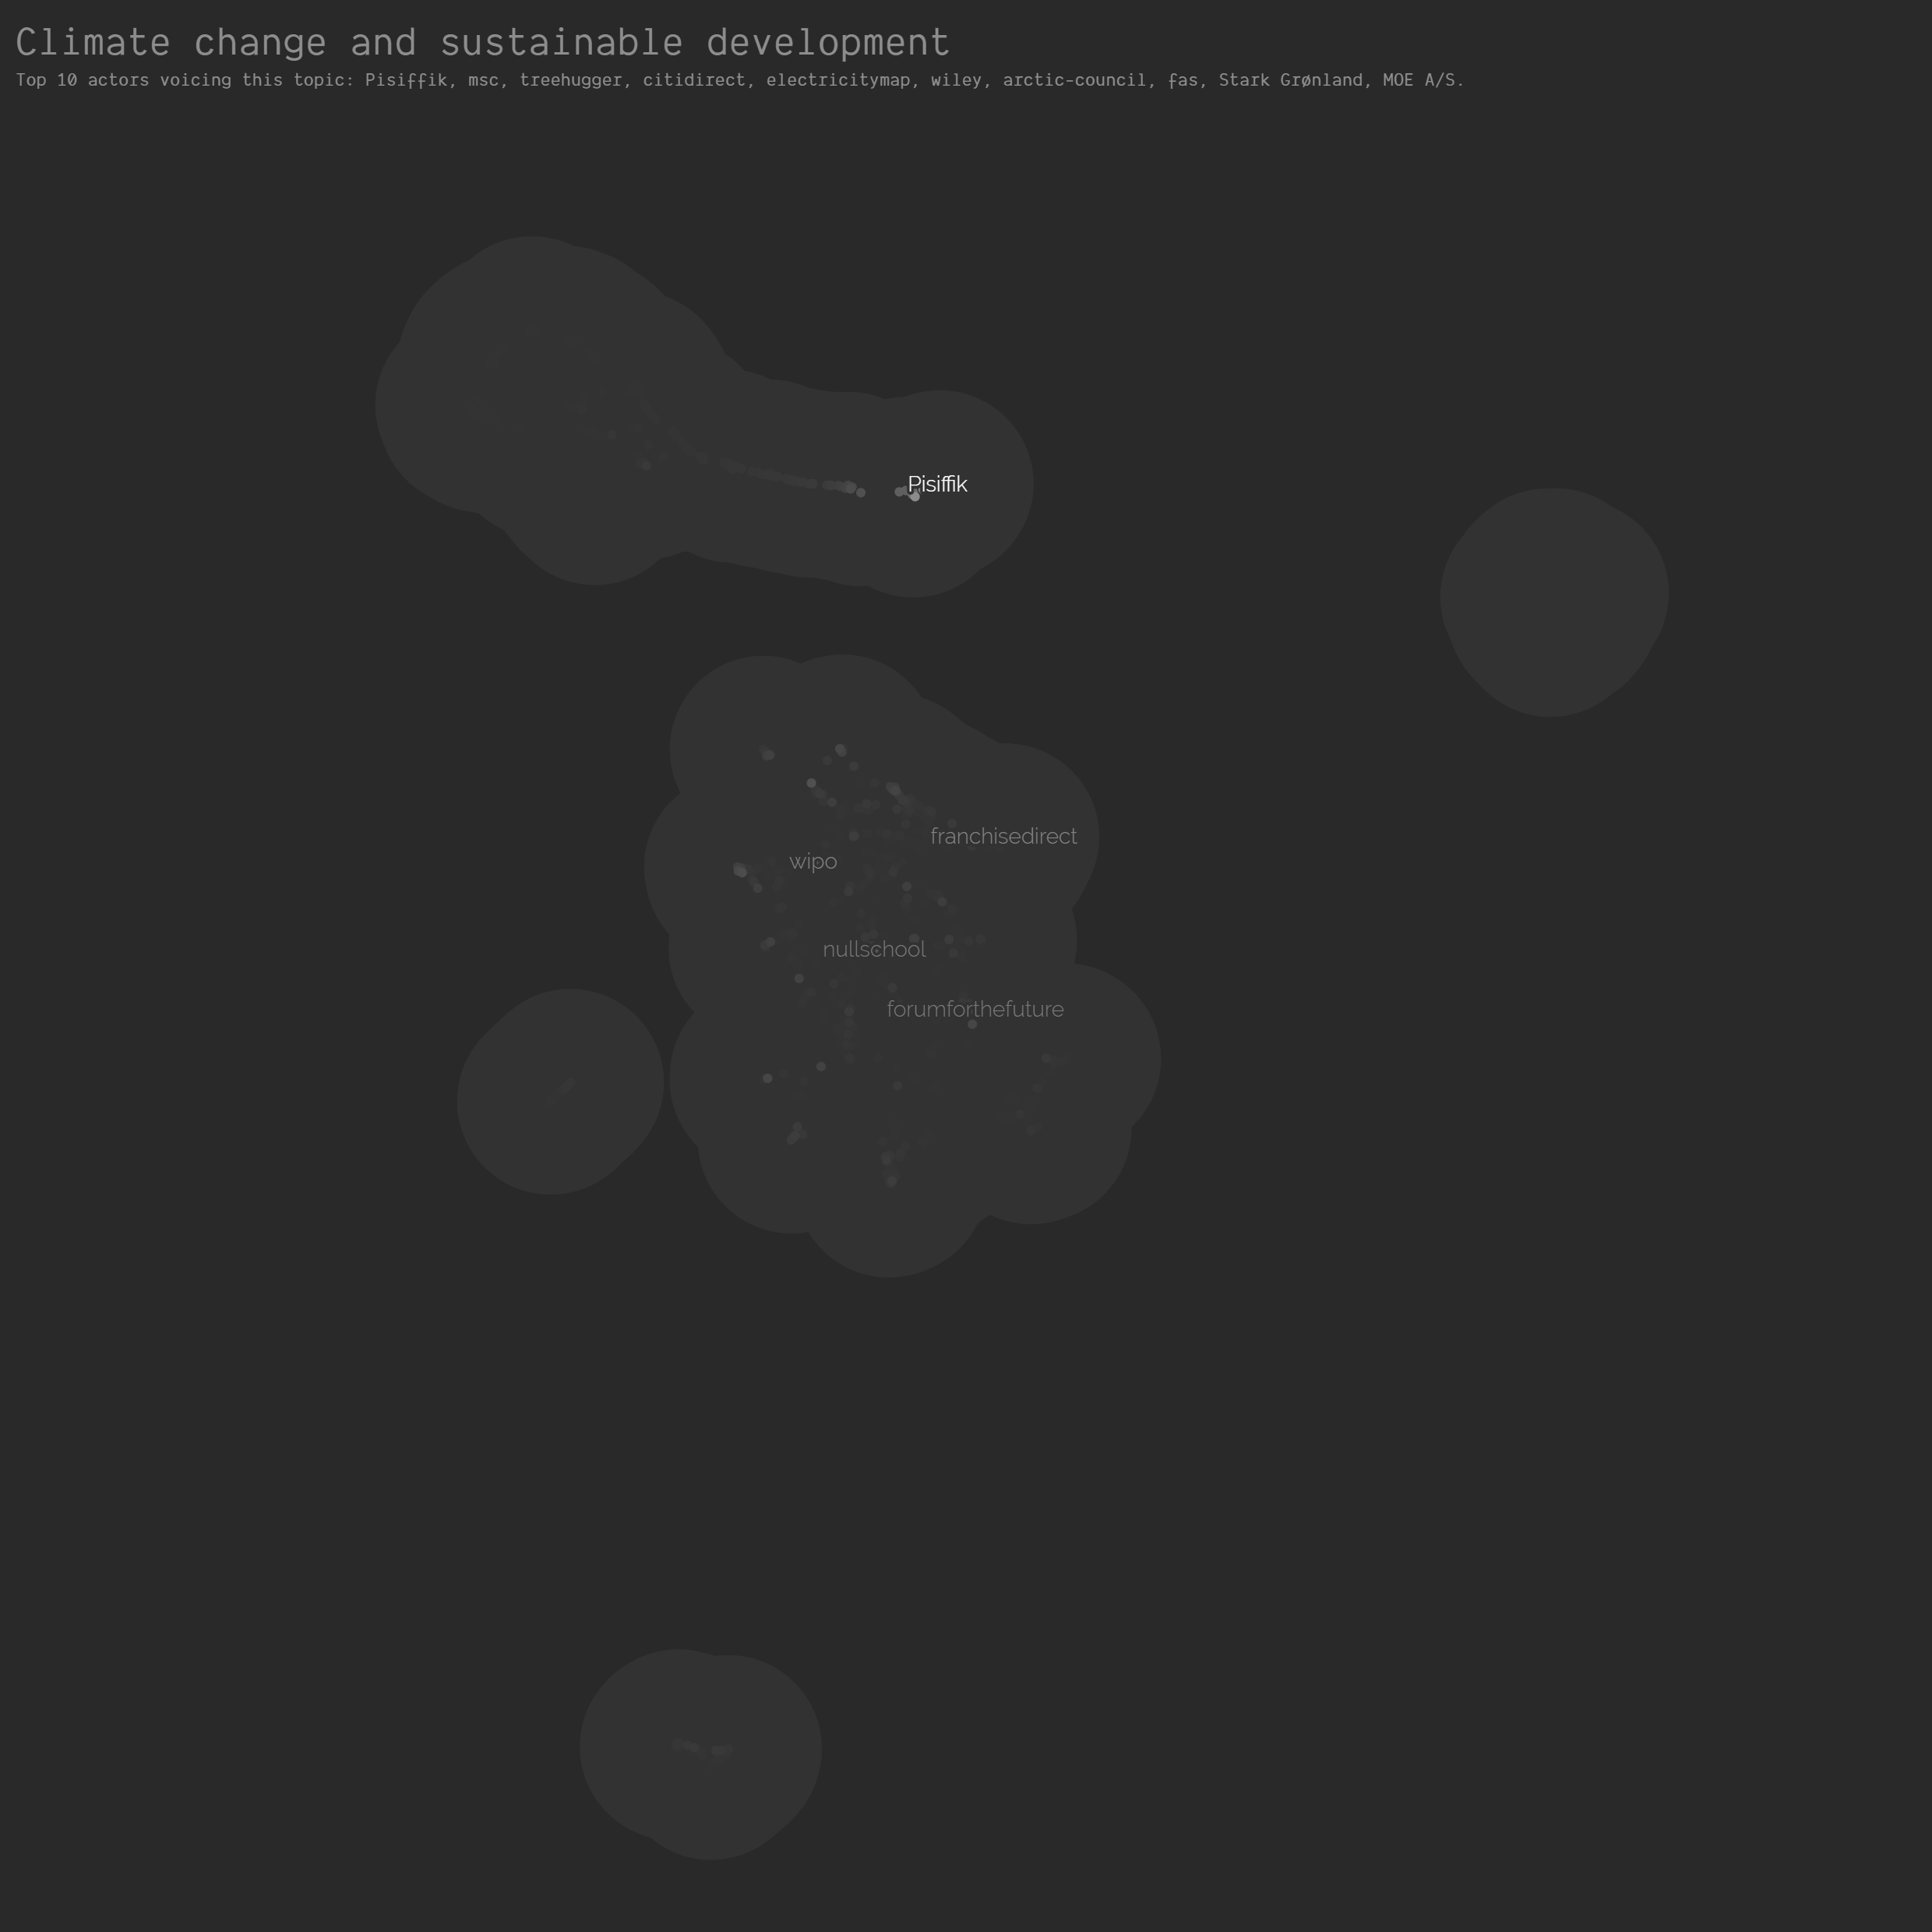 Climate change and sustainable development
Top 10 actors voicing this topic: Pisiffik, msc, treehugger, citidirect, electricitymap, wiley, arctic-council, fas, Stark Grønland, MOE A/S.
Pisiffik
franchisedirect
wipo
nullschool
forumforthefuture